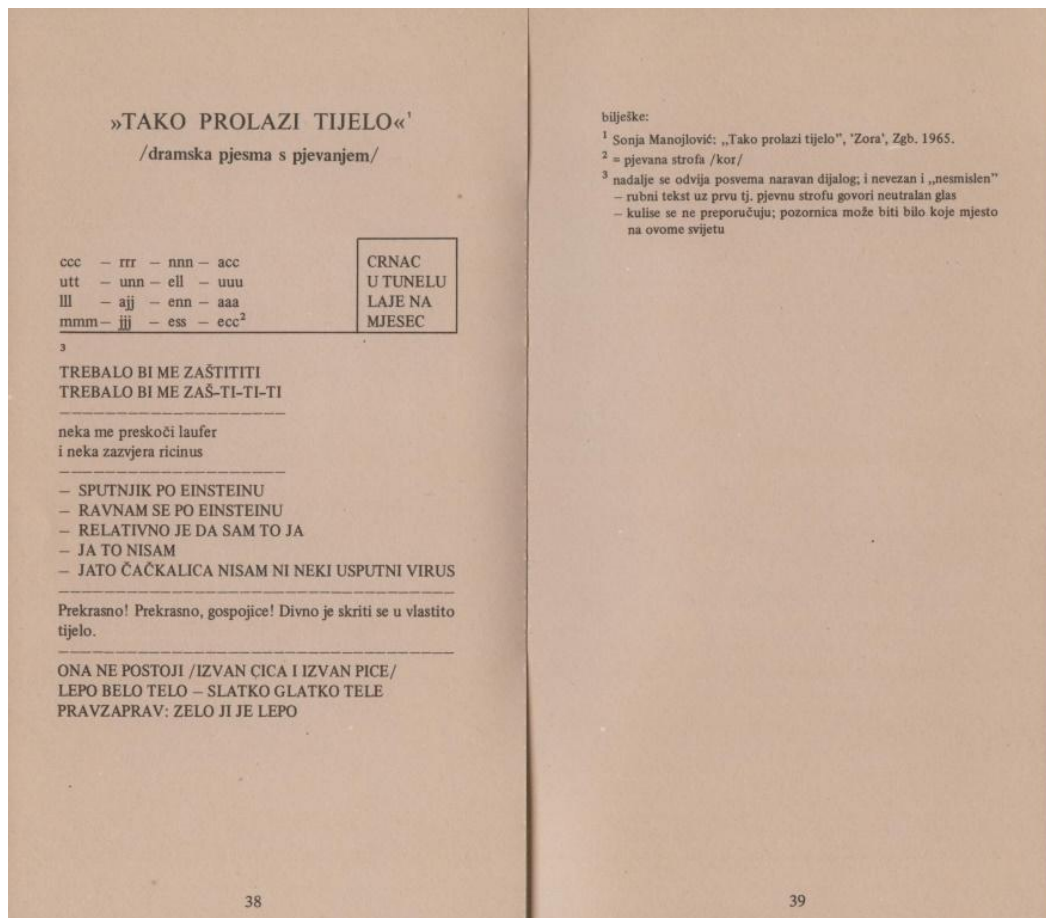 »TAKO PROLAZI TIJELO«¹
/dramska pjesma s pjevanjem/
ccc – rrr – nnn – acc
utt – unn – ell – uuu
lll – ajj – enn – aaa
mmm – jjj – ess – ecc²
CRNAC
U TUNELU
LAJE NA
MJESEC
³
TREBALO BI ME ZAŠTITITI
TREBALO BI ME ZAŠ-TI-TI-TI
neka me preskoči laufer
i neka zazvjera ricinus
– SPUTNJIK PO EINSTEINU
– RAVNAM SE PO EINSTEINU
– RELATIVNO JE DA SAM TO JA
– JA TO NISAM
– JATO ČAČKALICA NISAM NI NEKI USPUTNI VIRUS
Prekrasno! Prekrasno, gospojice! Divno je skriti se u vlastito
tijelo.
ONA NE POSTOJI /IZVAN CICA I IZVAN PICE/
LEPO BELO TELO – SLATKO GLATKO TELE
PRAVZAPRAV: ZELO JI JE LEPO
38
bilješke:
¹ Sonja Manojlović: „Tako prolazi tijelo”, 'Zora', Zgb. 1965.
² = pjevana strofa /kor/
³ nadalje se odvija posvema naravan dijalog; i nevezan i „nesmislen”
– rubni tekst uz prvu tj. pjevnu strofu govori neutralan glas
– kulise se ne preporučuju; pozornica može biti bilo koje mjesto
na ovome svijetu
39